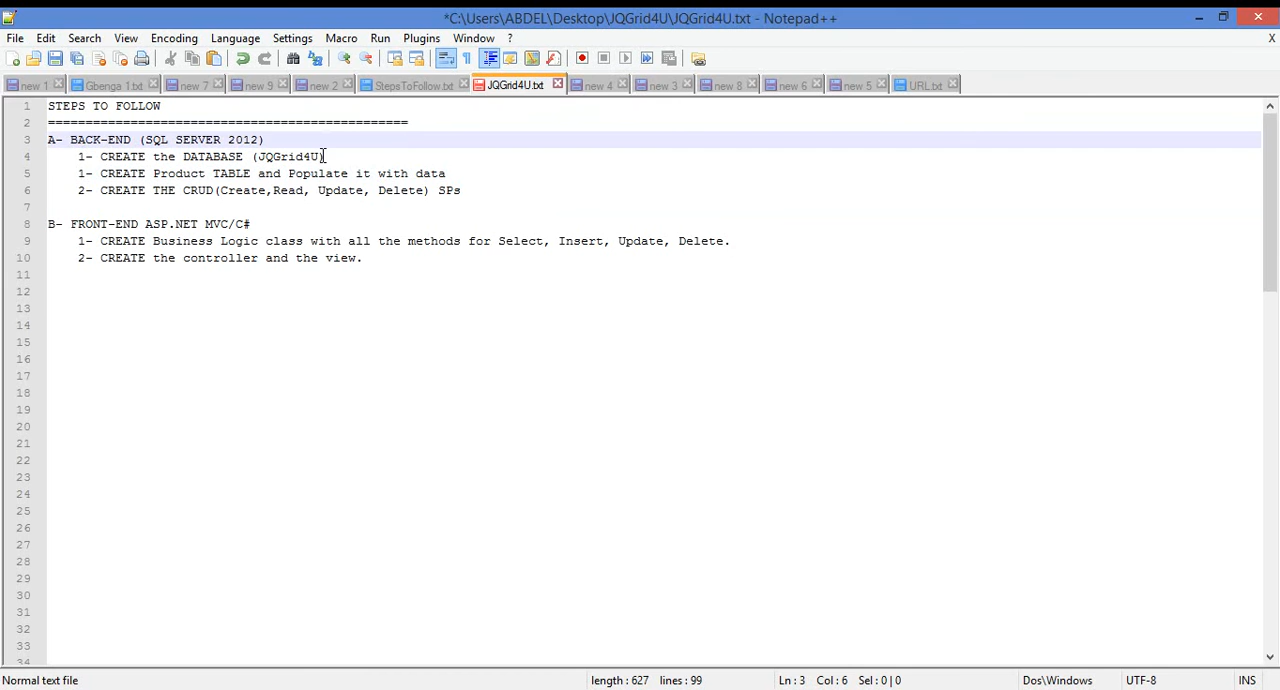 *C:\Users\ABDEL\Desktop\JQGrid4U\JQGrid4U.txt - Notepad++
File Edit Search View Encoding Language Settings Macro Run Plugins Window ? X
new 1 Gbenga 1.txt new 7 new 9 new 2 StepsToFollow.txt JQGrid4U.txt new 4 new 3 new 8 new 6 new 5 URL.txt
1 STEPS TO FOLLOW
2 ================================================
3 A- BACK-END (SQL SERVER 2012)
4 1- CREATE the DATABASE (JQGrid4U)
5 1- CREATE Product TABLE and Populate it with data
6 2- CREATE THE CRUD(Create,Read, Update, Delete) SPs
7
8 B- FRONT-END ASP.NET MVC/C#
9 1- CREATE Business Logic class with all the methods for Select, Insert, Update, Delete.
10 2- CREATE the controller and the view.
11
12
13
14
15
16
17
18
19
20
21
22
23
24
25
26
27
28
29
30
31
32
33
34
Normal text file length : 627 lines : 99 Ln : 3 Col : 6 Sel : 0 | 0 Dos\Windows UTF-8 INS